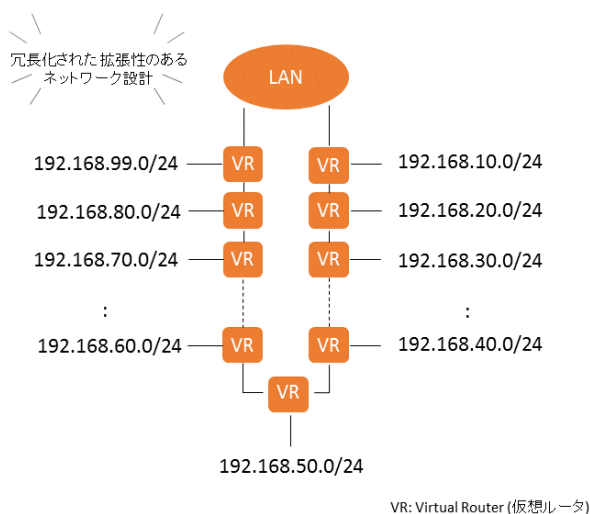 冗長化された 拡張性のある
ネットワーク設計
LAN
192.168.99.0/24 VR VR 192.168.10.0/24
192.168.80.0/24 VR VR 192.168.20.0/24
192.168.70.0/24 VR VR 192.168.30.0/24
: :
192.168.60.0/24 VR VR 192.168.40.0/24
VR
192.168.50.0/24
VR: Virtual Router (仮想ルータ)